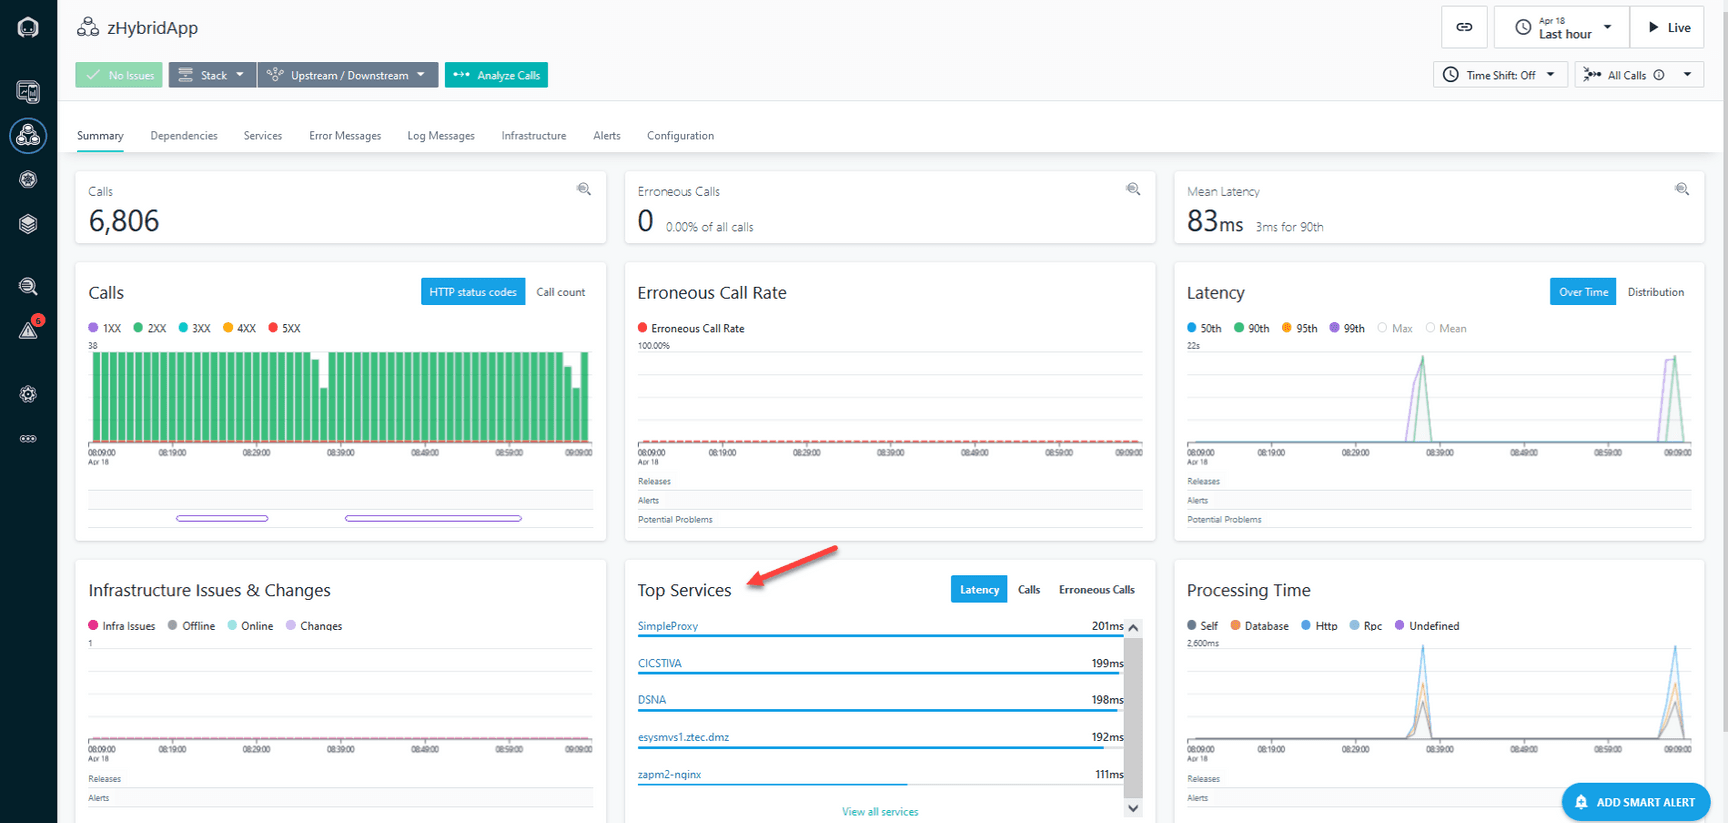 zHybridApp
Apr 18
Last hour
Live
No Issues
Stack
Upstream / Downstream
Analyze Calls
Time Shift: Off
All Calls
Summary
Dependencies
Services
Error Messages
Log Messages
Infrastructure
Alerts
Configuration
6
Calls
6,806
Erroneous Calls
0 0.00% of all calls
Mean Latency
83ms 3ms for 90th
Calls
HTTP status codes
Call count
1XX 2XX 3XX 4XX 5XX
38
08:09:00 08:19:00 08:29:00 08:39:00 08:49:00 08:59:00 09:09:00
Apr 18
Erroneous Call Rate
Erroneous Call Rate
100.00%
08:09:00 08:19:00 08:29:00 08:39:00 08:49:00 08:59:00 09:09:00
Apr 18
Releases
Alerts
Potential Problems
Latency
Over Time
Distribution
50th 90th 95th 99th Max Mean
22s
08:09:00 08:19:00 08:29:00 08:39:00 08:49:00 08:59:00 09:09:00
Apr 18
Releases
Alerts
Potential Problems
Infrastructure Issues & Changes
Infra Issues Offline Online Changes
1
08:09:00 08:19:00 08:29:00 08:39:00 08:49:00 08:59:00 09:09:00
Apr 18
Releases
Alerts
Top Services
Latency
Calls
Erroneous Calls
SimpleProxy 201ms
CICSTIVA 199ms
DSNA 198ms
esysmvs1.ztec.dmz 192ms
zapm2-nginx 111ms
View all services
Processing Time
Self Database Http Rpc Undefined
2,600ms
08:09:00 08:19:00 08:29:00 08:39:00 08:49:00 08:59:00 09:09:00
Apr 18
Releases
Alerts
ADD SMART ALERT